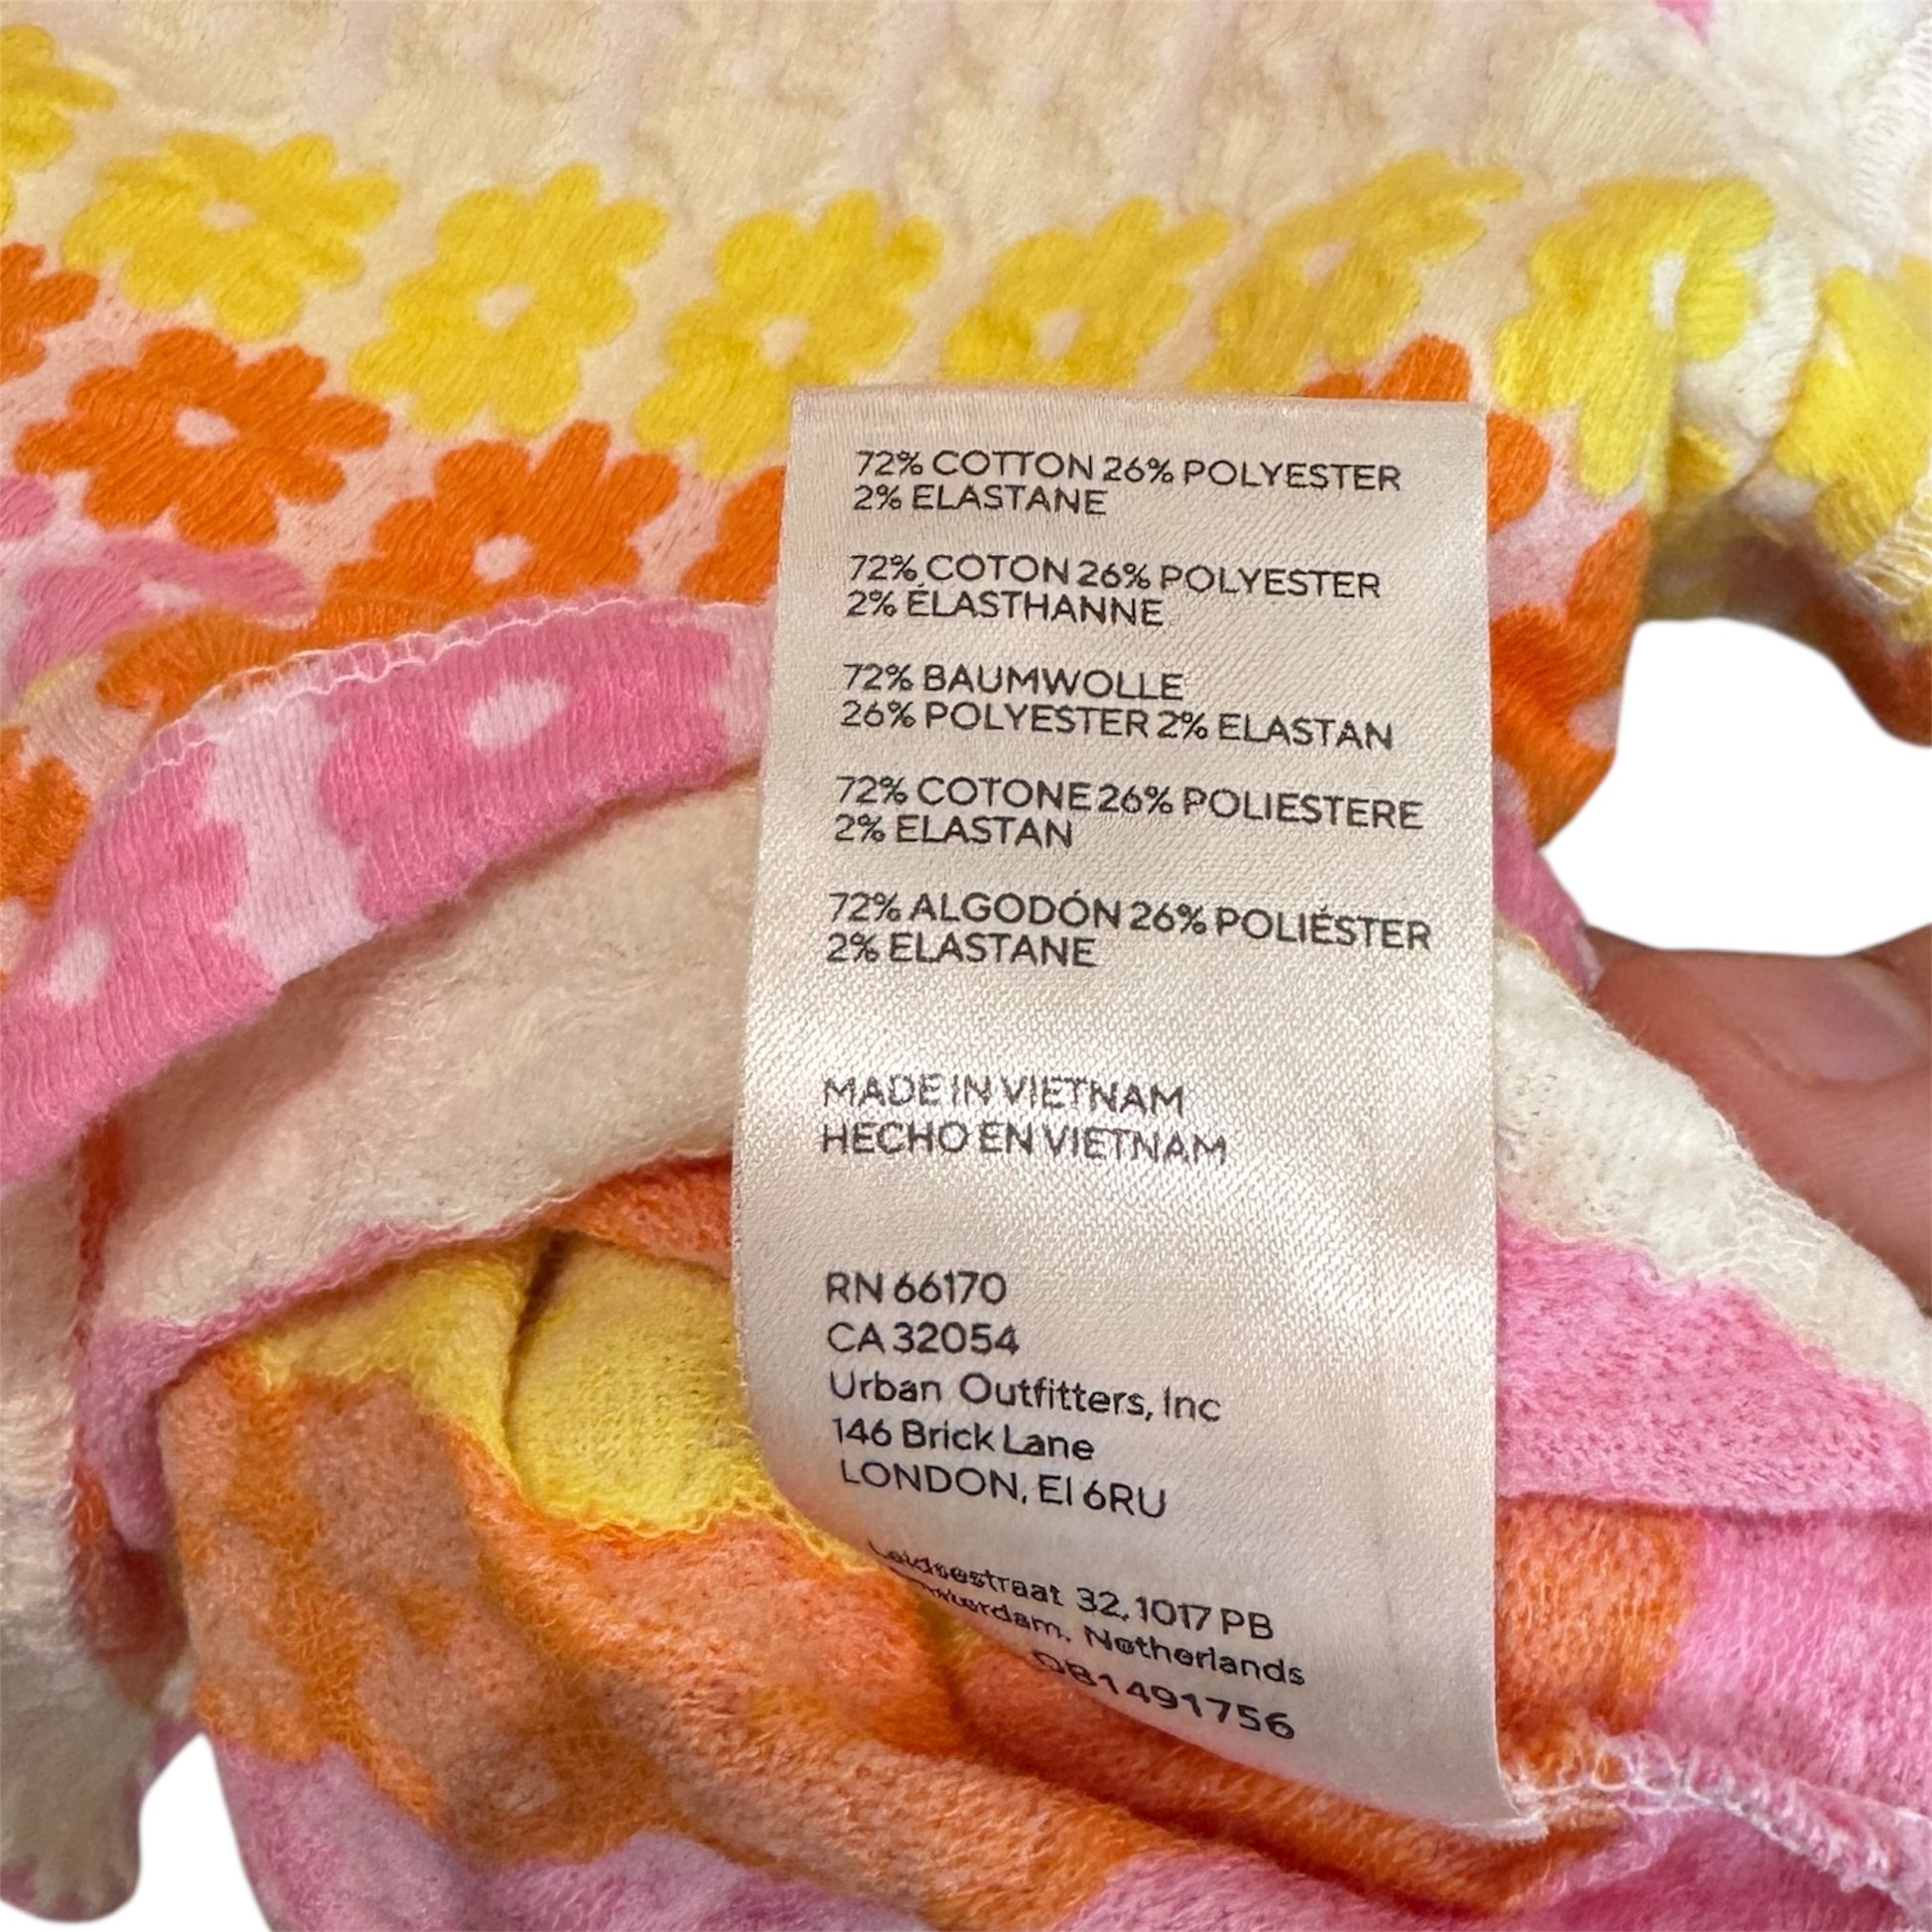 72% COTTON 26% POLYESTER
2% ELASTANE
72% COTON 26% POLYESTER
2% ÉLASTHANNE
72% BAUMWOLLE
26% POLYESTER 2% ELASTAN
72% COTONE 26% POLIESTERE
2% ELASTAN
72% ALGODÓN 26% POLIÉSTER
2% ELASTANE
MADE IN VIETNAM
HECHO EN VIETNAM
RN 66170
CA 32054
Urban Outfitters, Inc
146 Brick Lane
LONDON, E1 6RU
Leidsestraat 32, 1017 PB
Netherlands